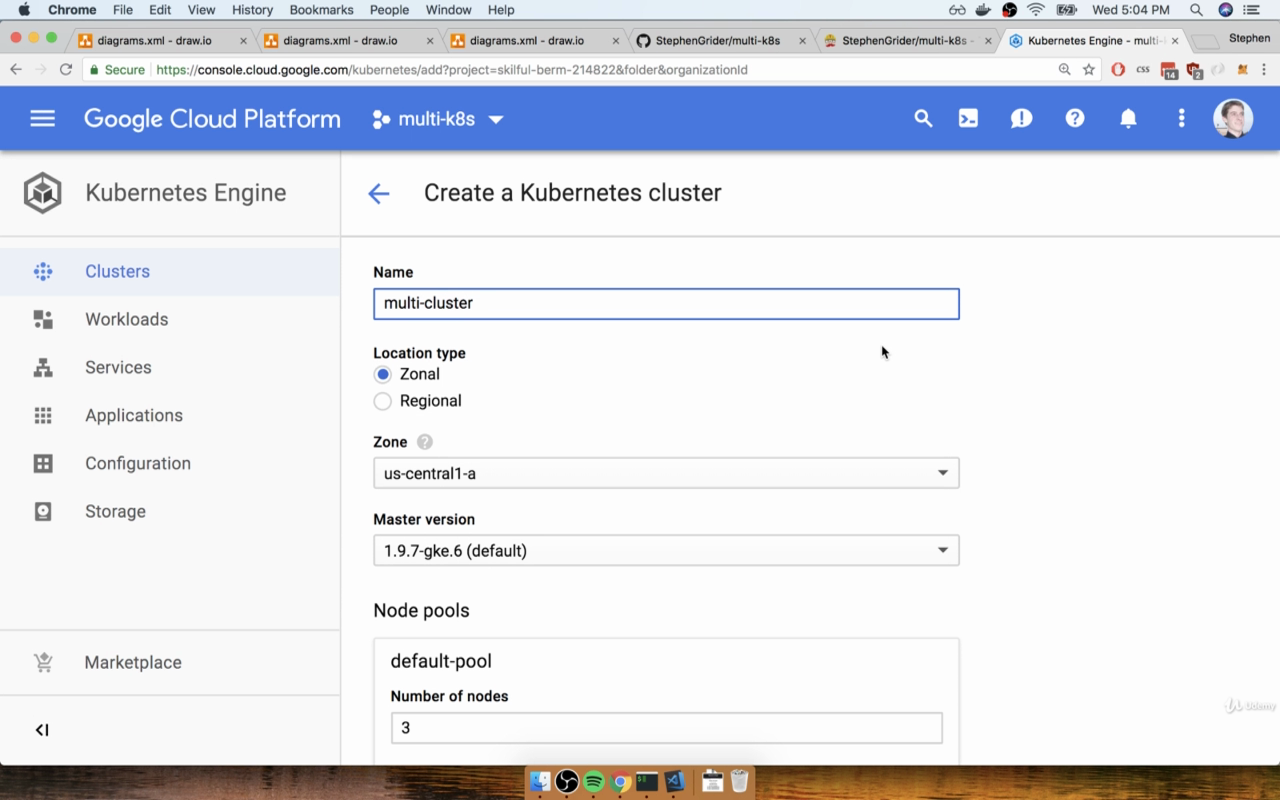 Chrome File Edit View History Bookmarks People Window Help Wed 5:04 PM
diagrams.xml - draw.io diagrams.xml - draw.io diagrams.xml - draw.io StephenGrider/multi-k8s StephenGrider/multi-k8s - Kubernetes Engine - multi- Stephen
Secure https://console.cloud.google.com/kubernetes/add?project=skilful-berm-214822&folder&organizationId css 14 2
Google Cloud Platform multi-k8s
Kubernetes Engine
Create a Kubernetes cluster
Clusters
Workloads
Services
Applications
Configuration
Storage
Marketplace
Name
multi-cluster
Location type
Zonal
Regional
Zone ?
us-central1-a
Master version
1.9.7-gke.6 (default)
Node pools
default-pool
Number of nodes
3
Udemy